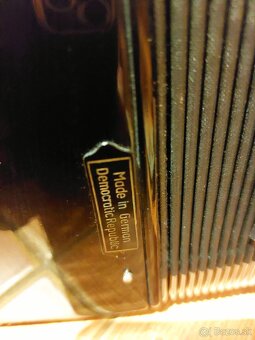 Made in German
Democratic Republic
© bazos.sk